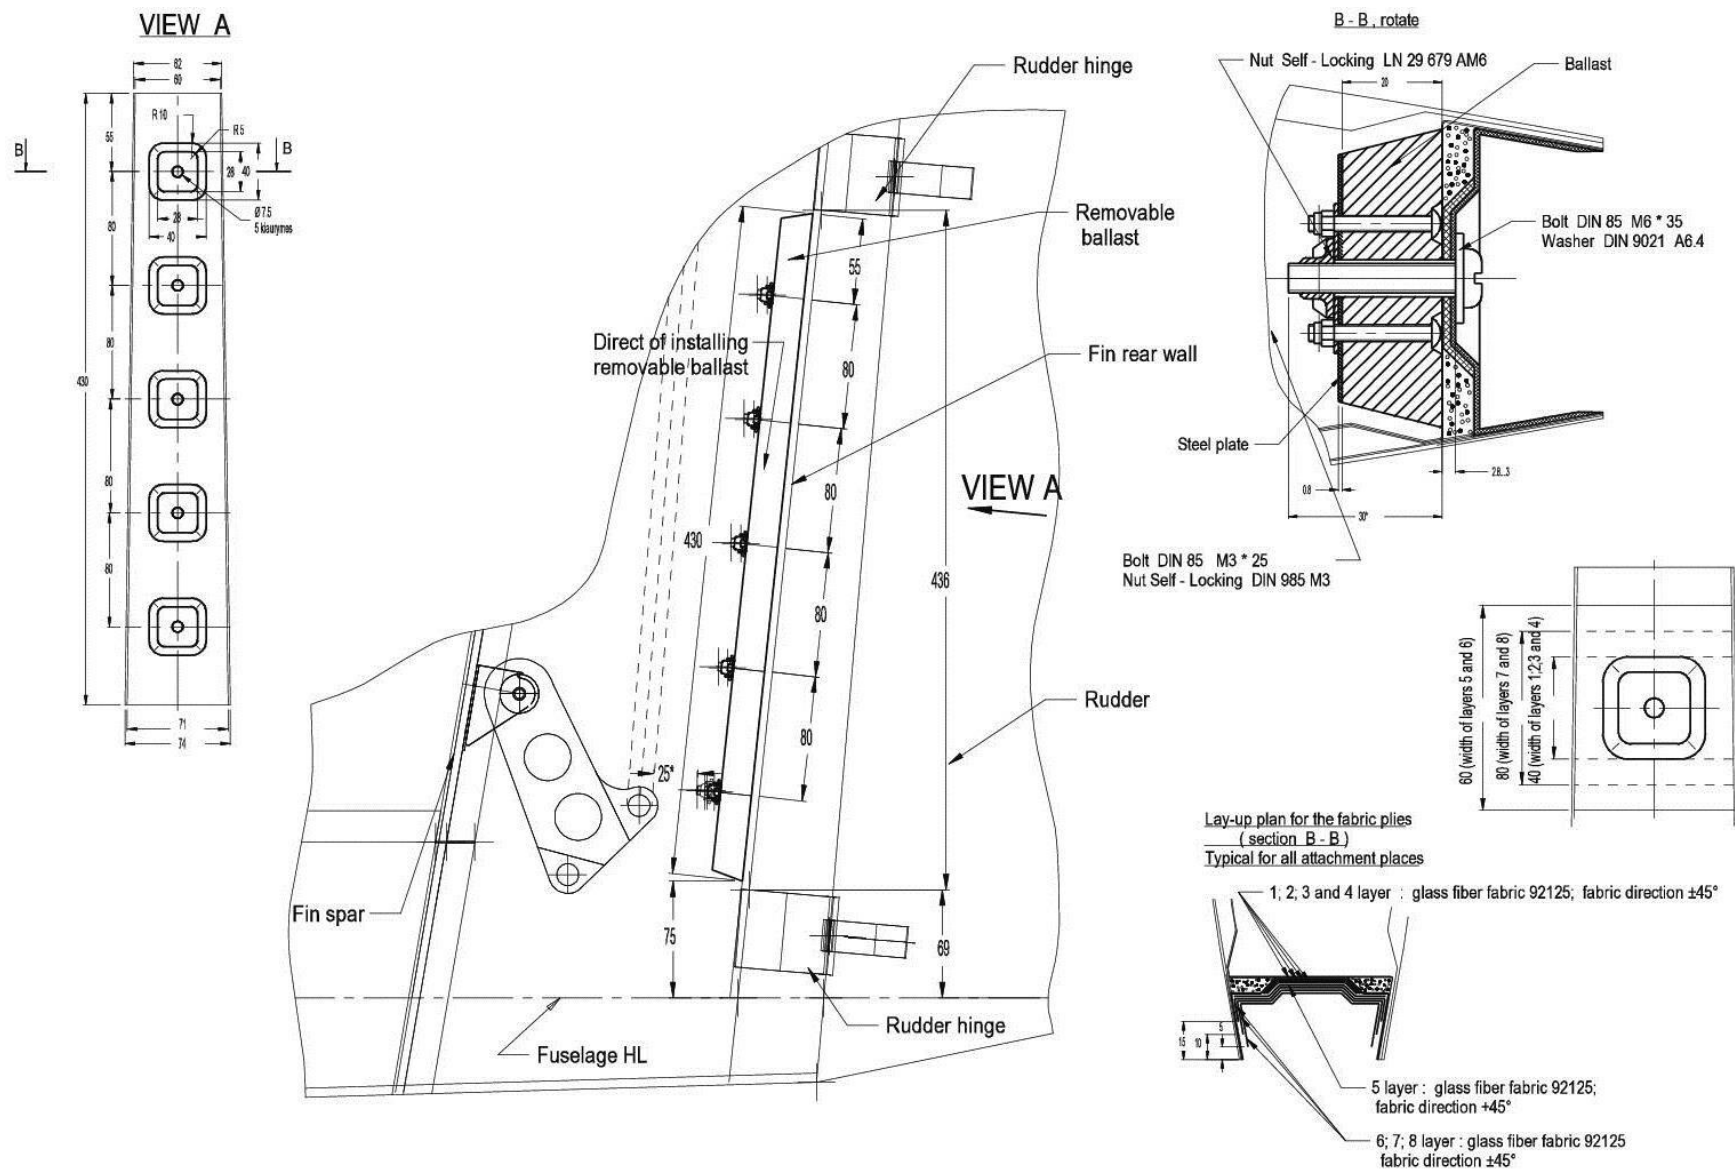 VIEW A
62
60
R 10
R 5
B
B
55
28
40
28
40
Ø 7.5
5 kiaurymes
80
80
80
80
430
71
74
Rudder hinge
Removable
ballast
55
Direct of installing
removable ballast
Fin rear wall
80
80
80
80
430
436
VIEW A
Rudder
25*
Fin spar
75
69
Rudder hinge
Fuselage HL
B - B , rotate
Nut Self - Locking LN 29 679 AM6
Ballast
20
Bolt DIN 85 M6 * 35
Washer DIN 9021 A6.4
Steel plate
0.8
2.8...3
30*
Bolt DIN 85 M3 * 25
Nut Self - Locking DIN 985 M3
60 (width of layers 5 and 6)
80 (width of layers 7 and 8)
40 (width of layers 1;2;3 and 4)
Lay-up plan for the fabric plies
( section B - B )
Typical for all attachment places
1; 2; 3 and 4 layer : glass fiber fabric 92125; fabric direction ±45°
15
10
5
5 layer : glass fiber fabric 92125;
fabric direction +45°
6; 7; 8 layer : glass fiber fabric 92125
fabric direction ±45°